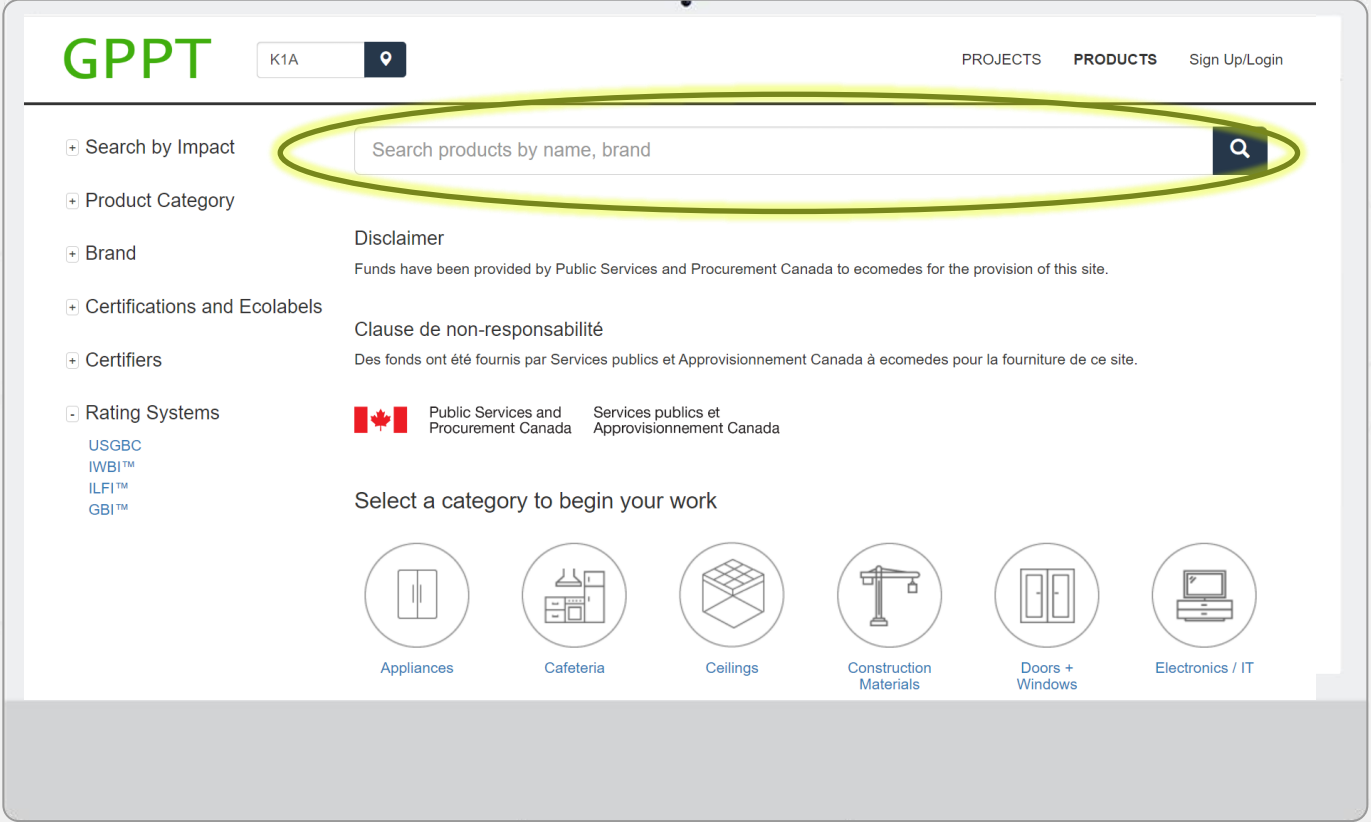 GPPT
K1A
PROJECTS
PRODUCTS
Sign Up/Login
+ Search by Impact
+ Product Category
+ Brand
+ Certifications and Ecolabels
+ Certifiers
- Rating Systems
USGBC
IWBI™
ILFI™
GBI™
Search products by name, brand
Disclaimer
Funds have been provided by Public Services and Procurement Canada to ecomedes for the provision of this site.
Clause de non-responsabilité
Des fonds ont été fournis par Services publics et Approvisionnement Canada à ecomedes pour la fourniture de ce site.
Public Services and
Procurement Canada
Services publics et
Approvisionnement Canada
Select a category to begin your work
Appliances
Cafeteria
Ceilings
Construction
Materials
Doors +
Windows
Electronics / IT